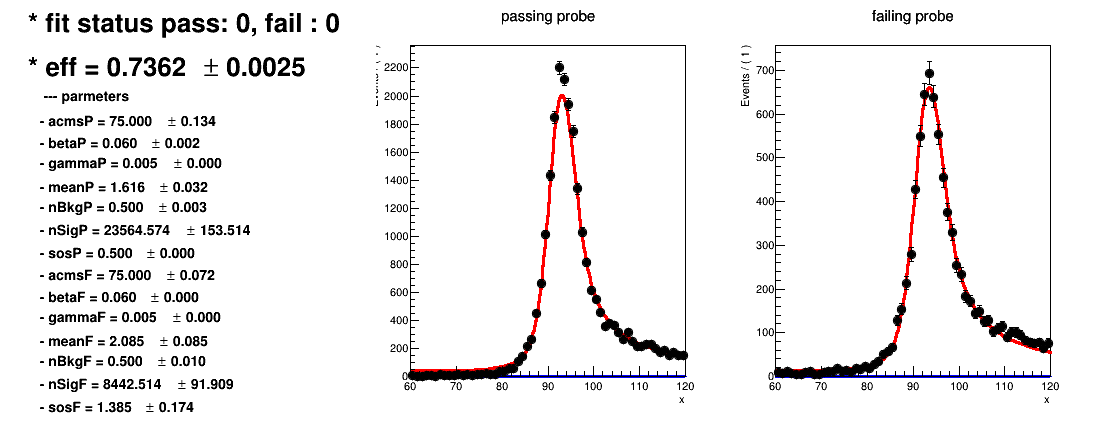 * fit status pass: 0, fail : 0
* eff = 0.7362 ± 0.0025
--- parmeters
- acmsP = 75.000 ± 0.134
- betaP = 0.060 ± 0.002
- gammaP = 0.005 ± 0.000
- meanP = 1.616 ± 0.032
- nBkgP = 0.500 ± 0.003
- nSigP = 23564.574 ± 153.514
- sosP = 0.500 ± 0.000
- acmsF = 75.000 ± 0.072
- betaF = 0.060 ± 0.000
- gammaF = 0.005 ± 0.000
- meanF = 2.085 ± 0.085
- nBkgF = 0.500 ± 0.010
- nSigF = 8442.514 ± 91.909
- sosF = 1.385 ± 0.174
passing probe
2200
2000
1800
1600
1400
1200
1000
800
600
400
200
0
60 70 80 90 100 110 120
x
failing probe
Events / ( 1 )
700
600
500
400
300
200
100
0
60 70 80 90 100 110 120
x